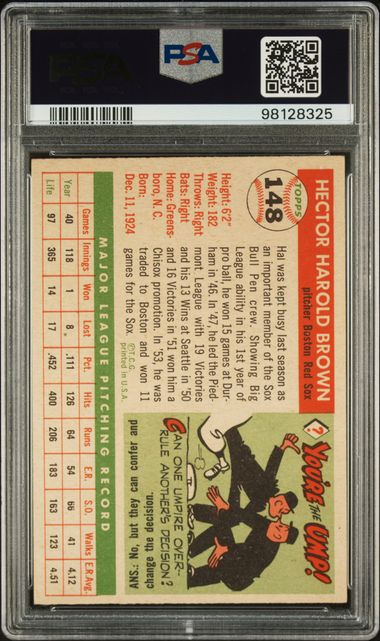 PSA
PSA
98128325
TOPPS
148
HECTOR HAROLD BROWN
pitcher Boston Red Sox
Height: 6'2"
Weight: 182
Throws: Right
Bats: Right
Home: Greens-
boro, N. C.
Born:
Dec. 11, 1924
Hal was kept busy last season as
an important member of the Sox
Bull Pen crew. Showing Big
League ability in his 1st year of
pro ball, he won 15 games at Dur-
ham in '46. In '47, he led the Pied-
mont League with 19 Victories
and his 13 Wins at Seattle in '50
and 16 Victories in '51 won him a
Chisox promotion. In '53, he was
traded to Boston and won 11
games for the Sox
©T.C.G.
printed in U.S.A.
? YOU'RE THE UMP!
CAN ONE UMPIRE OVER-
RULE ANOTHER'S DECISION?
ANS.: No, but they can confer and
change the decision.
MAJOR LEAGUE PITCHING RECORD
Games Innings Won Lost Pct. Hits Runs E.R. S.O. Walks E.R.Avg.
Year 40 118 1 8 .111 126 64 54 66 41 4.12
Life 97 365 14 17 .452 400 206 183 163 123 4.51